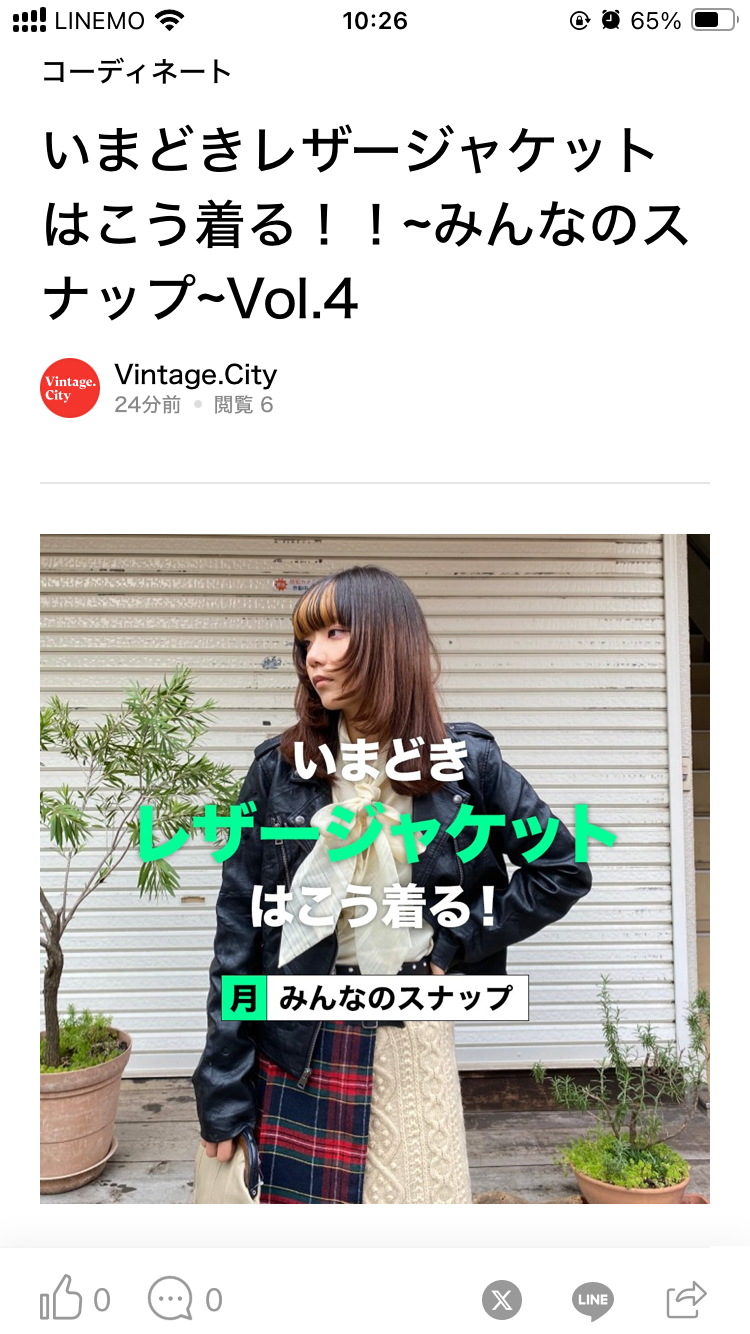 LINEMO 10:26 65%
コーディネート
いまどきレザージャケット
はこう着る！！~みんなのス
ナップ~Vol.4
Vintage.
City
Vintage.City
24分前 閲覧 6
いまどき
レザージャケット
はこう着る！
月 みんなのスナップ
0 0 X LINE